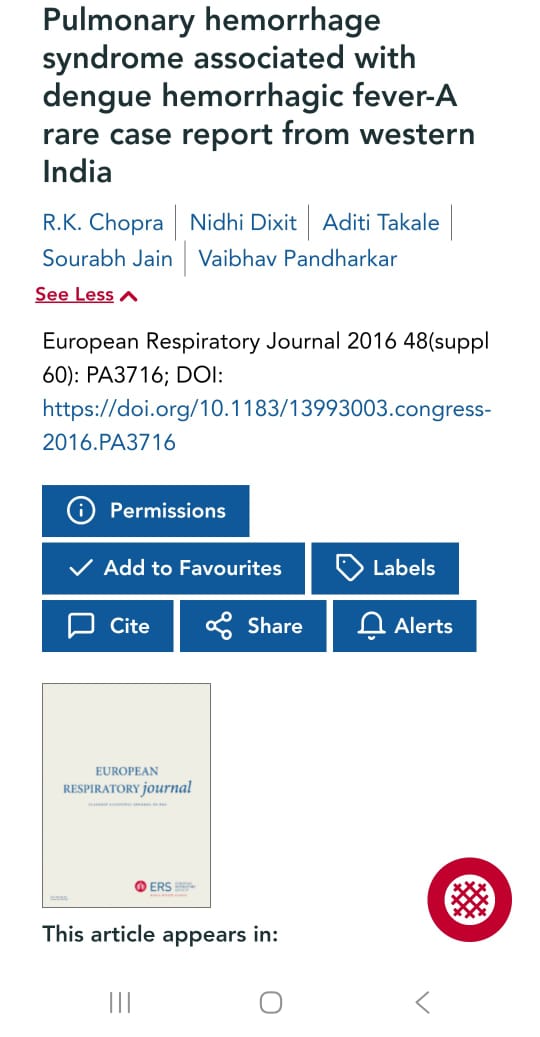 Pulmonary hemorrhage
syndrome associated with
dengue hemorrhagic fever-A
rare case report from western
India
R.K. Chopra
Nidhi Dixit
Aditi Takale
Sourabh Jain
Vaibhav Pandharkar
See Less
European Respiratory Journal 2016 48(suppl
60): PA3716; DOI:
https://doi.org/10.1183/13993003.congress-
2016.PA3716
Permissions
Add to Favourites
Labels
Cite
Share
Alerts
EUROPEAN
RESPIRATORY journal
ERS
This article appears in: